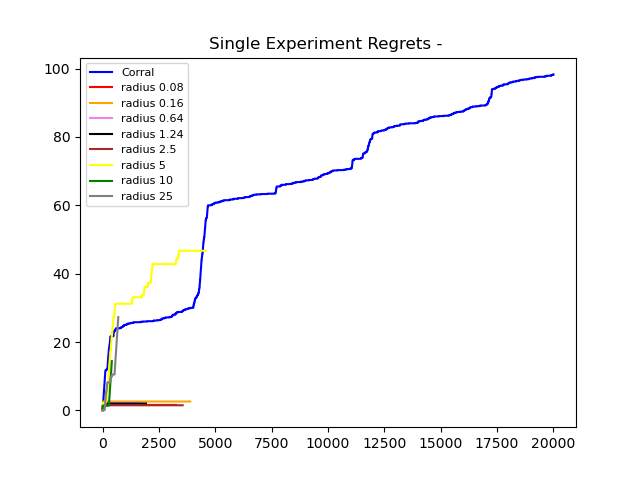 Single Experiment Regrets -
100
80
60
40
20
0
Corral
radius 0.08
radius 0.16
radius 0.64
radius 1.24
radius 2.5
radius 5
radius 10
radius 25
0 2500 5000 7500 10000 12500 15000 17500 20000